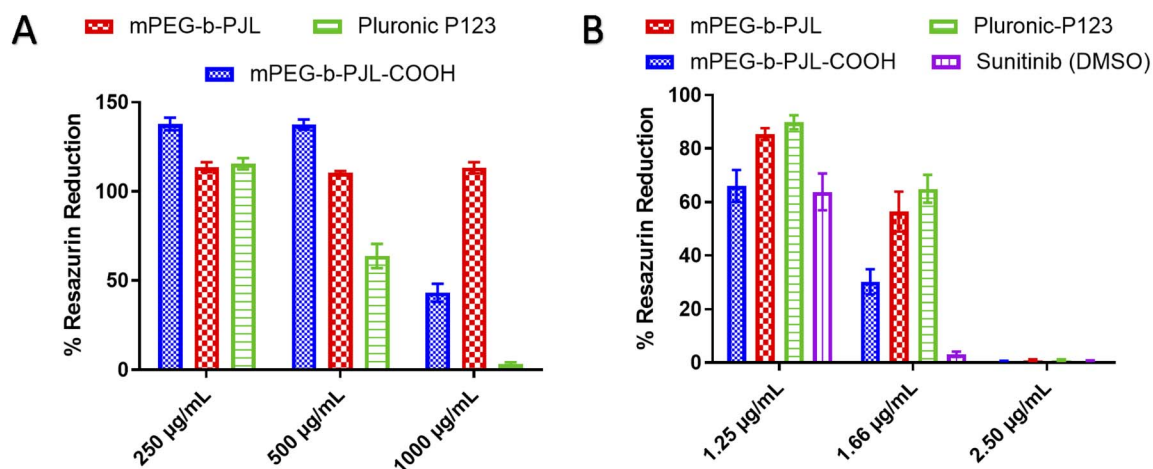 A
mPEG-b-PJL
Pluronic P123
mPEG-b-PJL-COOH
% Resazurin Reduction
150
100
50
0
250 µg/mL
500 µg/mL
1000 µg/mL
B
mPEG-b-PJL
Pluronic-P123
mPEG-b-PJL-COOH
Sunitinib (DMSO)
% Resazurin Reduction
100
80
60
40
20
0
1.25 µg/mL
1.66 µg/mL
2.50 µg/mL